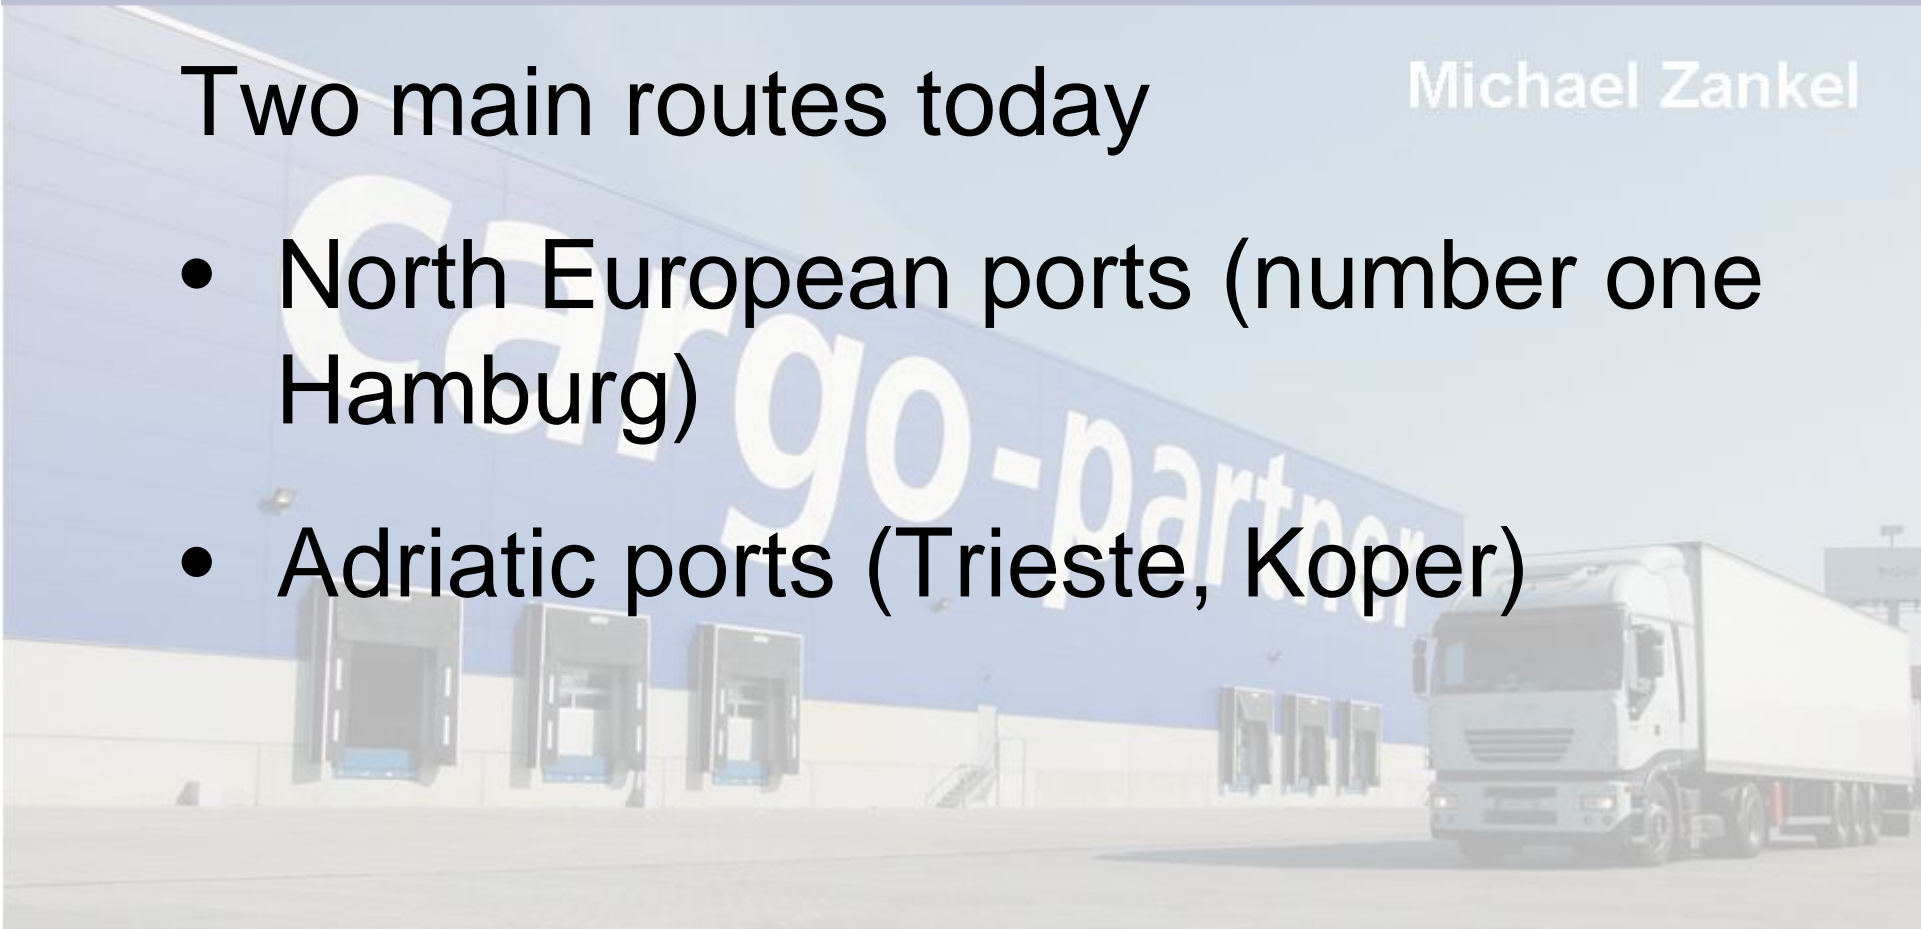 Two main routes today
Michael Zankel
• North European ports (number one
Hamburg)
• Adriatic ports (Trieste, Koper)
cargo-partner